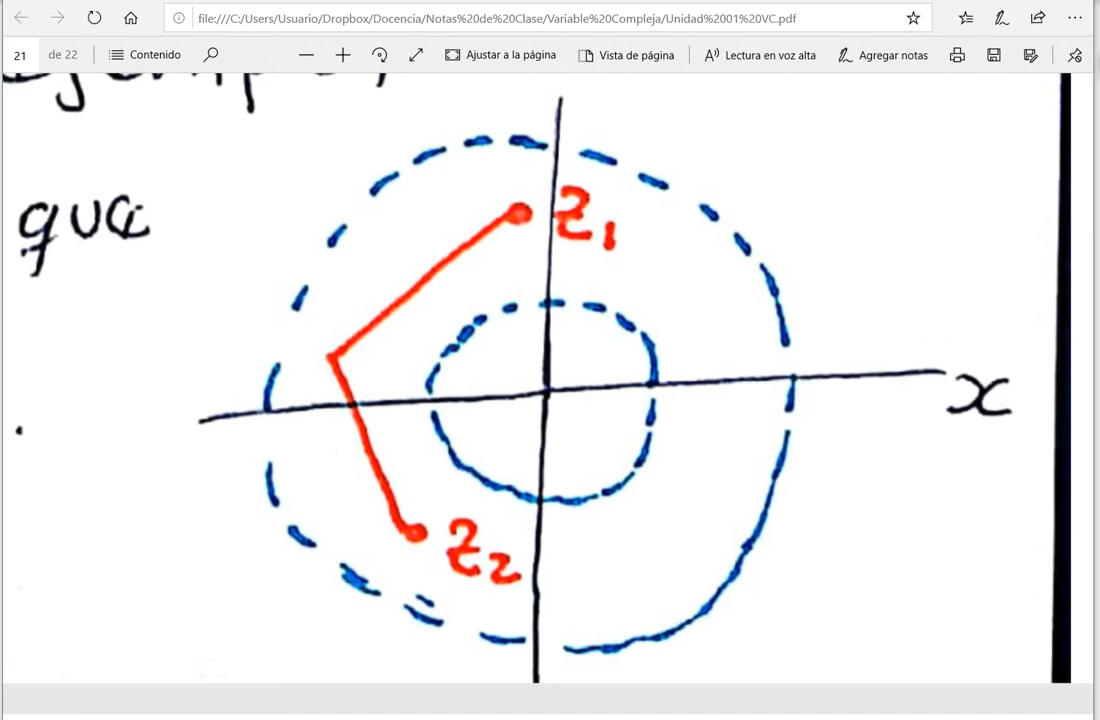 file:///C:/Users/Usuario/Dropbox/Docencia/Notas%20de%20Clase/Variable%20Compleja/Unidad%2001%20VC.pdf
21 de 22 Contenido Ajustar a la página Vista de página Lectura en voz alta Agregar notas
que
z1
x
z2